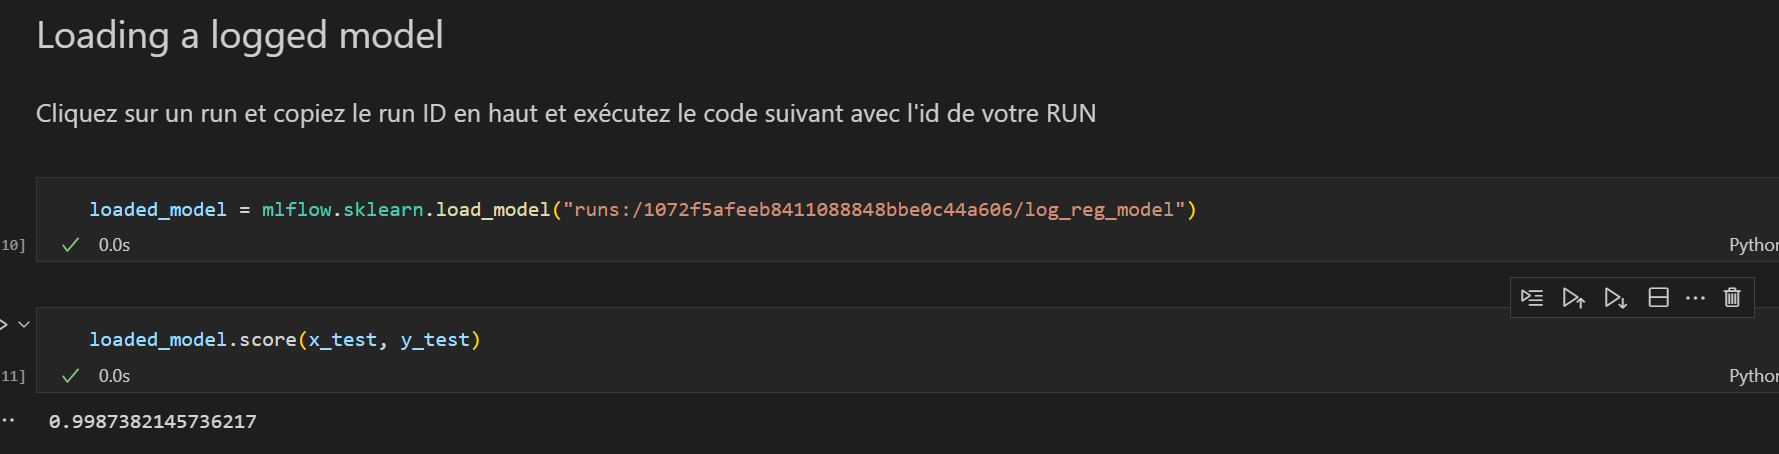 Loading a logged model
Cliquez sur un run et copiez le run ID en haut et exécutez le code suivant avec l'id de votre RUN
loaded_model = mlflow.sklearn.load_model("runs:/1072f5afeeb8411088848bbe0c44a606/log_reg_model")
10] 0.0s Python
loaded_model.score(x_test, y_test)
11] 0.0s Python
0.9987382145736217